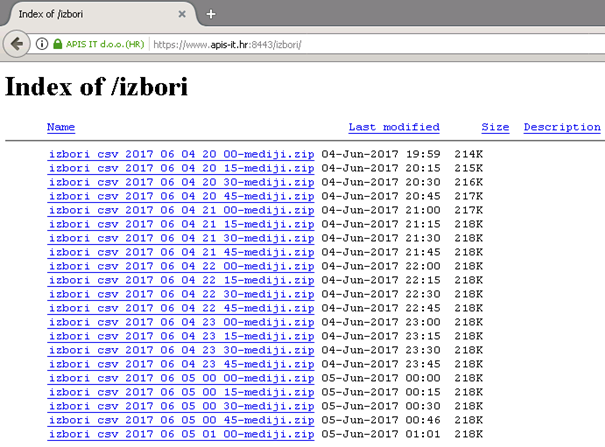 Index of /izbori
APIS IT d.o.o. (HR) https://www.apis-it.hr:8443/izbori/
Index of /izbori
Name Last modified Size Description
izbori csv 2017 06 04 20 00-mediji.zip 04-Jun-2017 19:59 214K
izbori csv 2017 06 04 20 15-mediji.zip 04-Jun-2017 20:15 215K
izbori csv 2017 06 04 20 30-mediji.zip 04-Jun-2017 20:30 216K
izbori csv 2017 06 04 20 45-mediji.zip 04-Jun-2017 20:45 217K
izbori csv 2017 06 04 21 00-mediji.zip 04-Jun-2017 21:00 217K
izbori csv 2017 06 04 21 15-mediji.zip 04-Jun-2017 21:15 218K
izbori csv 2017 06 04 21 30-mediji.zip 04-Jun-2017 21:30 218K
izbori csv 2017 06 04 21 45-mediji.zip 04-Jun-2017 21:45 218K
izbori csv 2017 06 04 22 00-mediji.zip 04-Jun-2017 22:00 218K
izbori csv 2017 06 04 22 15-mediji.zip 04-Jun-2017 22:15 218K
izbori csv 2017 06 04 22 30-mediji.zip 04-Jun-2017 22:30 218K
izbori csv 2017 06 04 22 45-mediji.zip 04-Jun-2017 22:45 218K
izbori csv 2017 06 04 23 00-mediji.zip 04-Jun-2017 23:00 218K
izbori csv 2017 06 04 23 15-mediji.zip 04-Jun-2017 23:15 218K
izbori csv 2017 06 04 23 30-mediji.zip 04-Jun-2017 23:30 218K
izbori csv 2017 06 04 23 45-mediji.zip 04-Jun-2017 23:45 218K
izbori csv 2017 06 05 00 00-mediji.zip 05-Jun-2017 00:00 218K
izbori csv 2017 06 05 00 15-mediji.zip 05-Jun-2017 00:15 218K
izbori csv 2017 06 05 00 30-mediji.zip 05-Jun-2017 00:30 218K
izbori csv 2017 06 05 00 45-mediji.zip 05-Jun-2017 00:46 218K
izbori csv 2017 06 05 01 00-mediji.zip 05-Jun-2017 01:01 218K